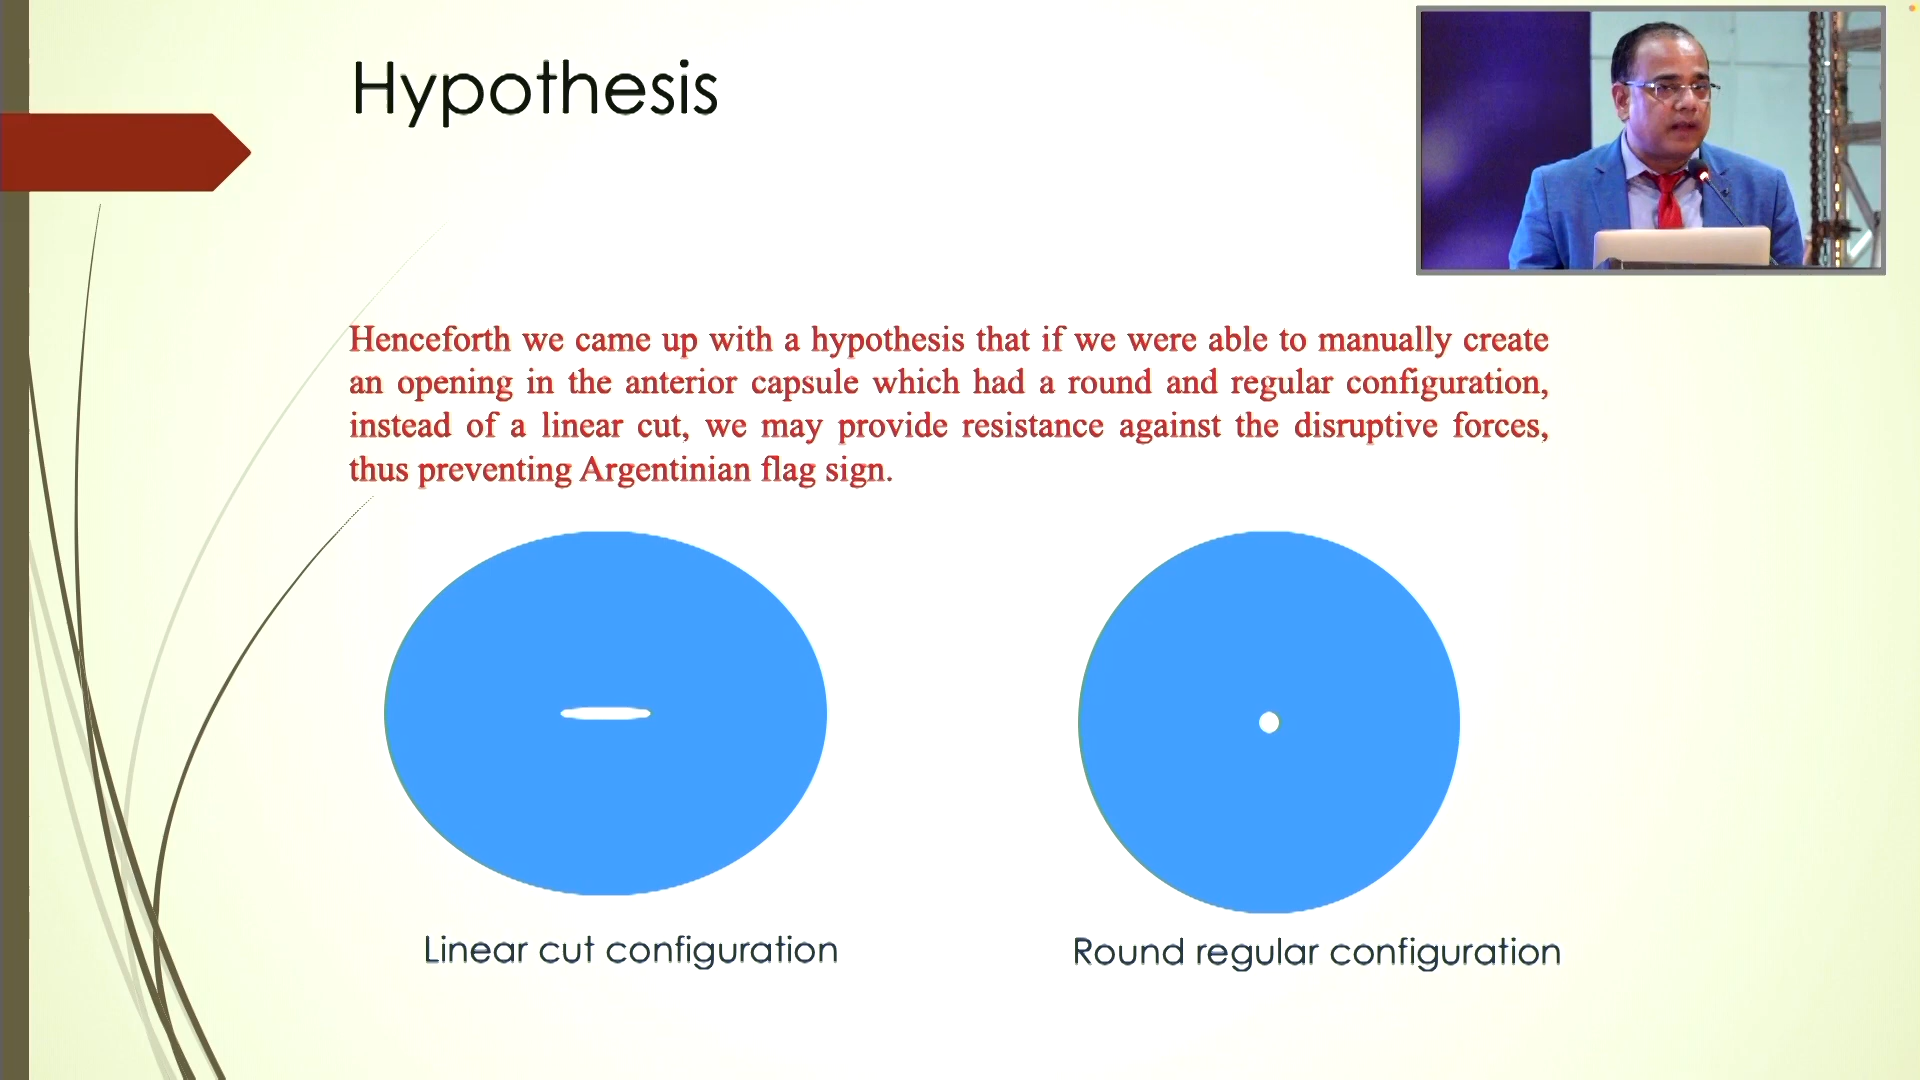 Hypothesis
Henceforth we came up with a hypothesis that if we were able to manually create
an opening in the anterior capsule which had a round and regular configuration,
instead of a linear cut, we may provide resistance against the disruptive forces,
thus preventing Argentinian flag sign.
Linear cut configuration
Round regular configuration